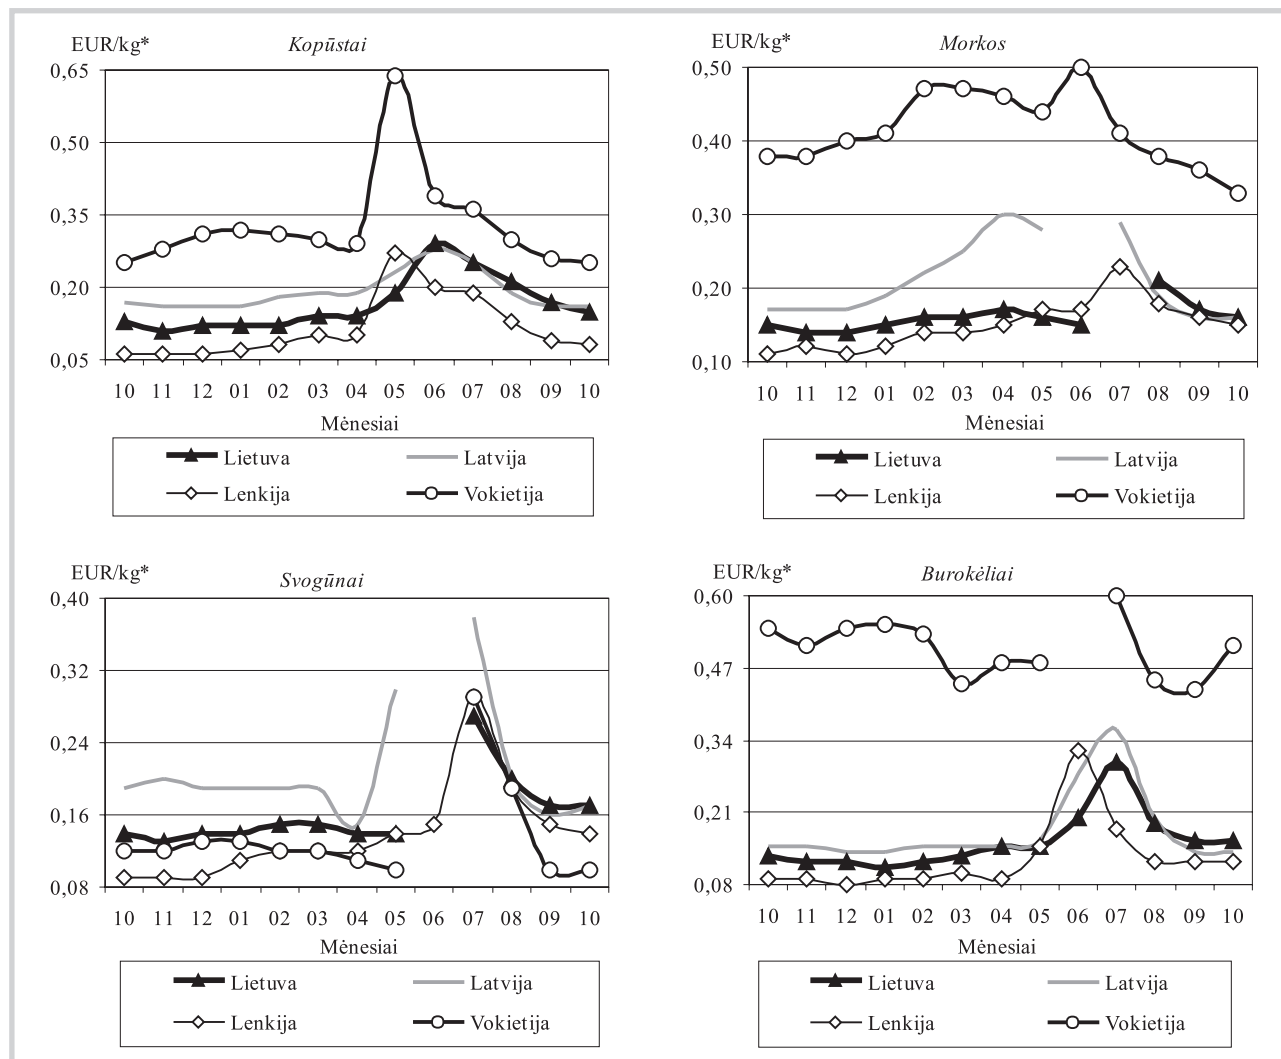 EUR/kg*
Kopūstai
0,65
0,50
0,35
0,20
0,05
10 11 12 01 02 03 04 05 06 07 08 09 10
Mėnesiai
Lietuva Latvija
Lenkija Vokietija
EUR/kg*
Morkos
0,50
0,40
0,30
0,20
0,10
10 11 12 01 02 03 04 05 06 07 08 09 10
Mėnesiai
Lietuva Latvija
Lenkija Vokietija
EUR/kg*
Svogūnai
0,40
0,32
0,24
0,16
0,08
10 11 12 01 02 03 04 05 06 07 08 09 10
Mėnesiai
Lietuva Latvija
Lenkija Vokietija
EUR/kg*
Burokėliai
0,60
0,47
0,34
0,21
0,08
10 11 12 01 02 03 04 05 06 07 08 09 10
Mėnesiai
Lietuva Latvija
Lenkija Vokietija